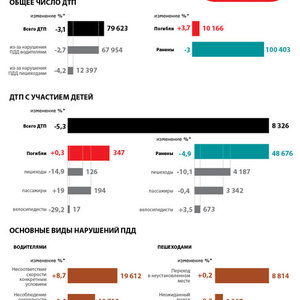 ОБЩЕЕ ЧИСЛО ДТП
изменение %*
Всего ДТП -3,1 79 623
из-за нарушения ПДД водителями -2,7 67 954
из-за нарушения ПДД пешеходами -4,2 12 397
изменение %*
Погибло +3,7 10 166
Ранены -3 100 403
ДТП С УЧАСТИЕМ ДЕТЕЙ
изменение %*
Всего ДТП -5,3 8 326
изменение %*
Погибло +0,3 347
пешеходы -14,9 126
пассажиры +19 194
велосипедисты -29,2 17
изменение %*
Ранены -4,9 48 676
пешеходы -10,1 4 187
пассажиры -0,4 3 342
велосипедисты +3,5 673
ОСНОВНЫЕ ВИДЫ НАРУШЕНИЙ ПДД
ВОДИТЕЛЯМИ
изменение %*
Несоответствие скорости конкретным условиям +8,7 19 612
Несоблюдение
ПЕШЕХОДАМИ
изменение %*
Переход в неустановленном месте +0,2 8 814
Неожиданный